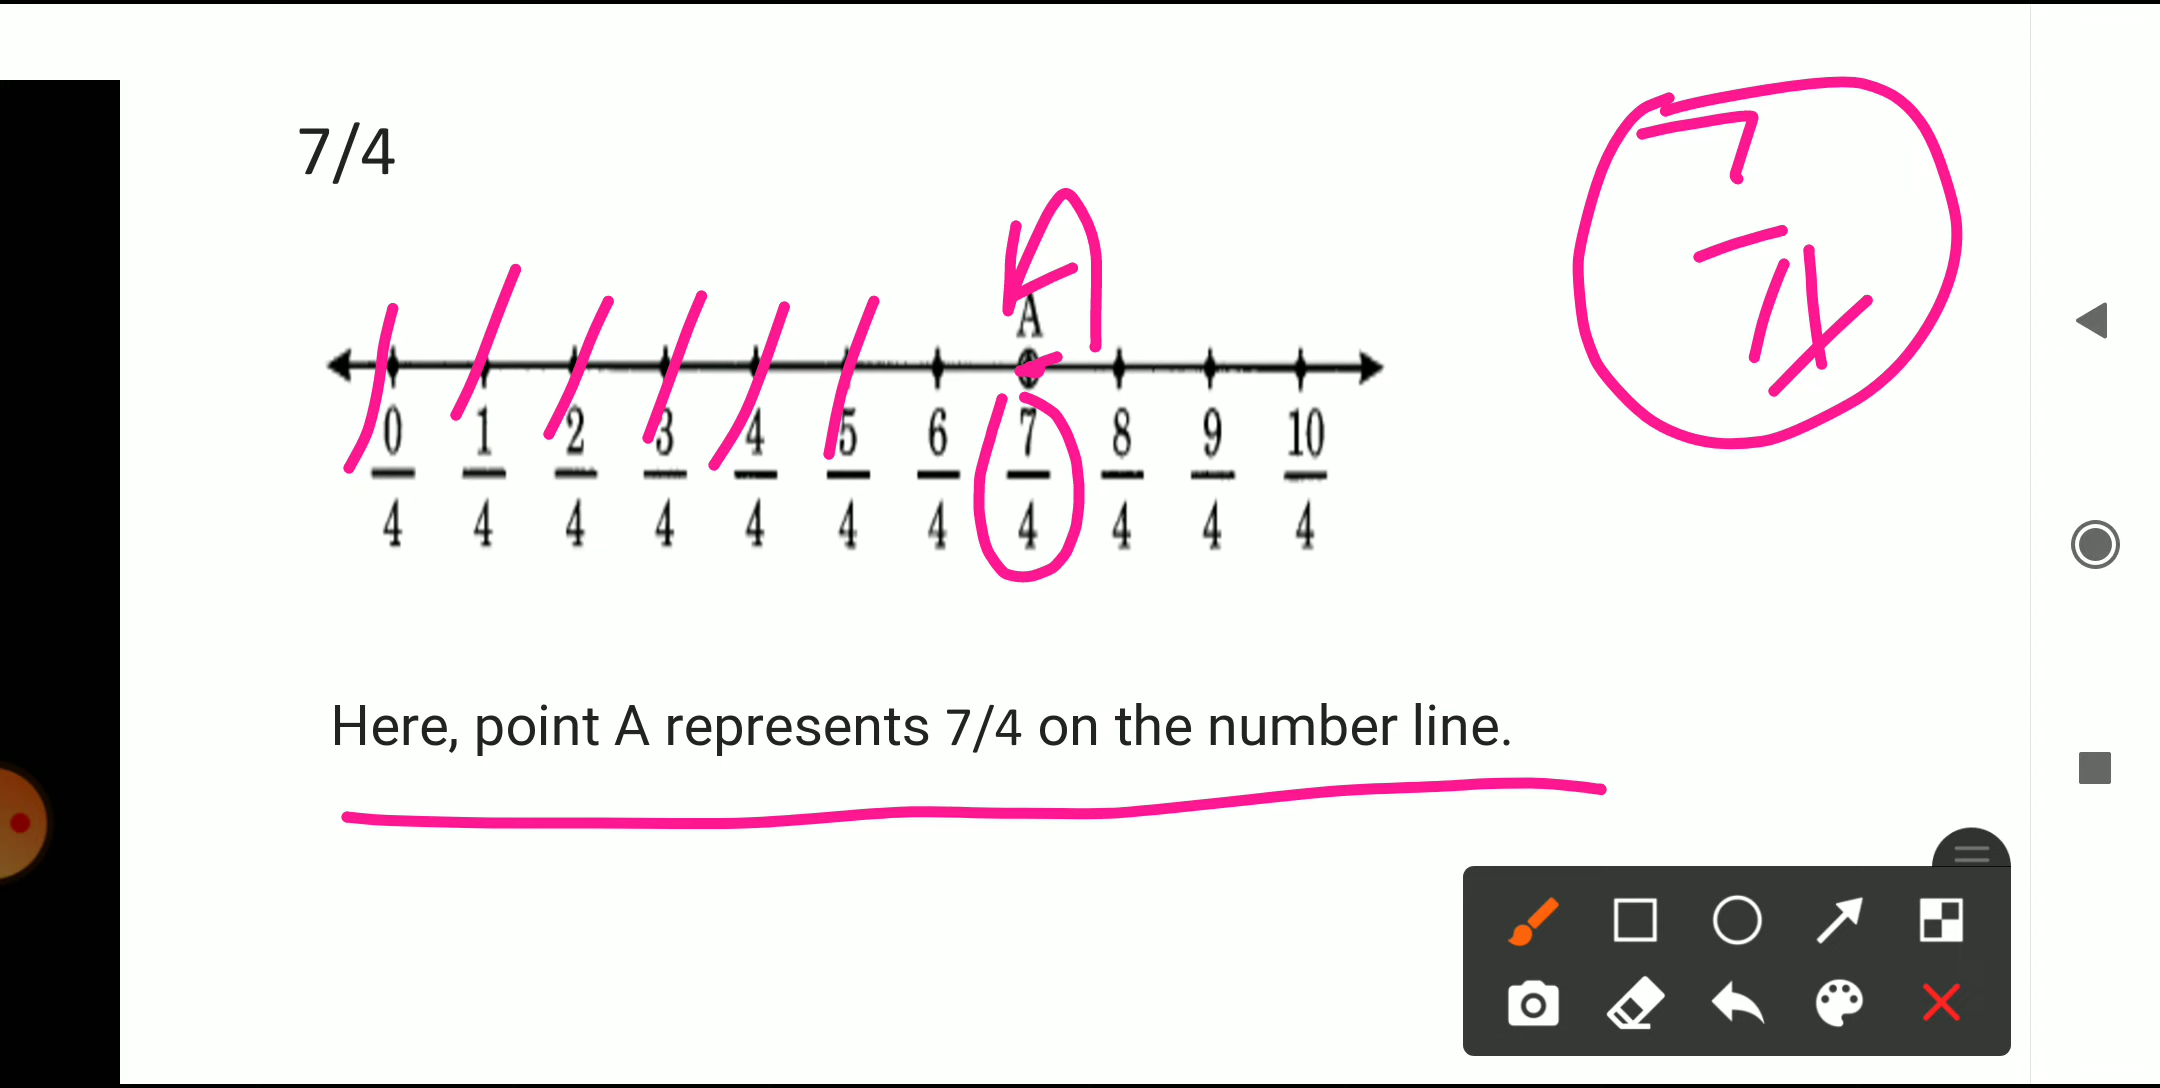 7/4
7
4
A
0 1 2 3 4 5 6 7 8 9 10
4 4 4 4 4 4 4 4 4 4 4
Here, point A represents 7/4 on the number line.